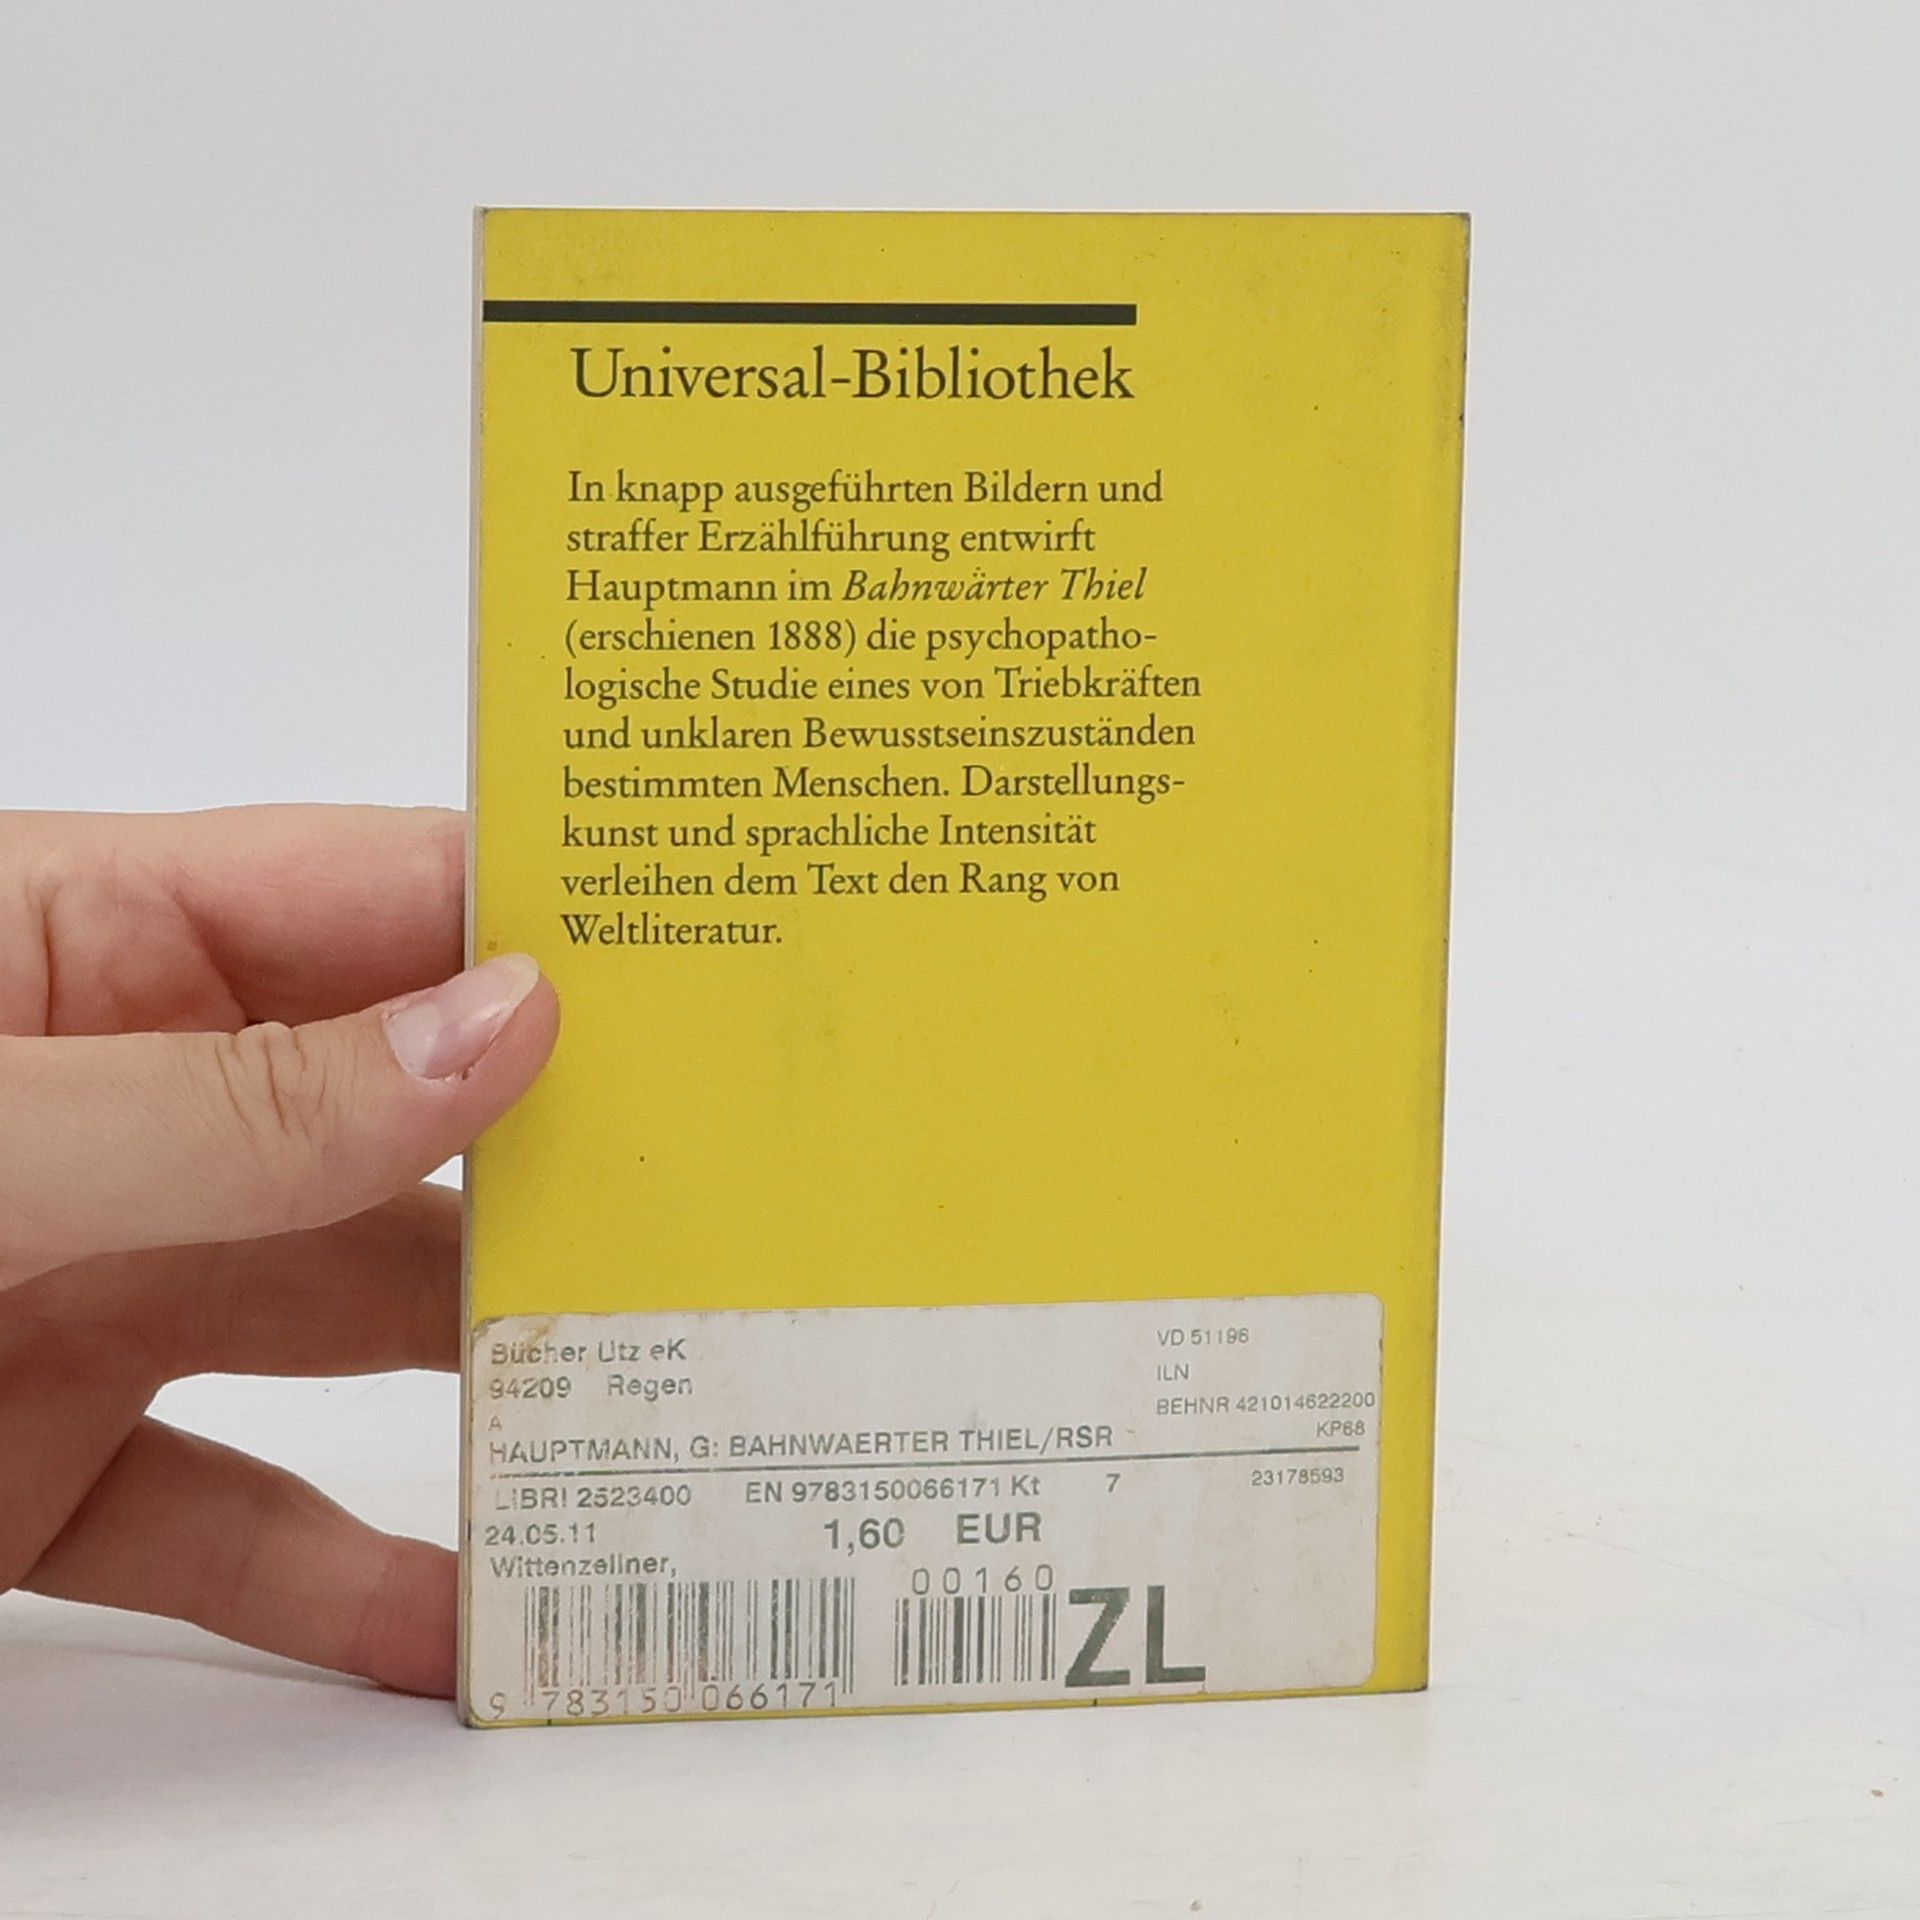 Universal-Bibliothek
In knapp ausgeführten Bildern und
straffer Erzählführung entwirft
Hauptmann im Bahnwärter Thiel
(erschienen 1888) die psychopatho-
logische Studie eines von Triebkräften
und unklaren Bewusstseinszuständen
bestimmten Menschen. Darstellungs-
kunst und sprachliche Intensität
verleihen dem Text den Rang von
Weltliteratur.
Bücher Utz eK
VD 51196
94209 Regen
ILN
A
BEHNR 421014622200
HAUPTMANN, G: BAHNWAERTER THIEL/RSR
KP68
LIBRI 2523400 EN 9783150066171 Kt 7 23178593
24.05.11 1,60 EUR
Wittenzellner,
00160
ZL
9 783150 066171